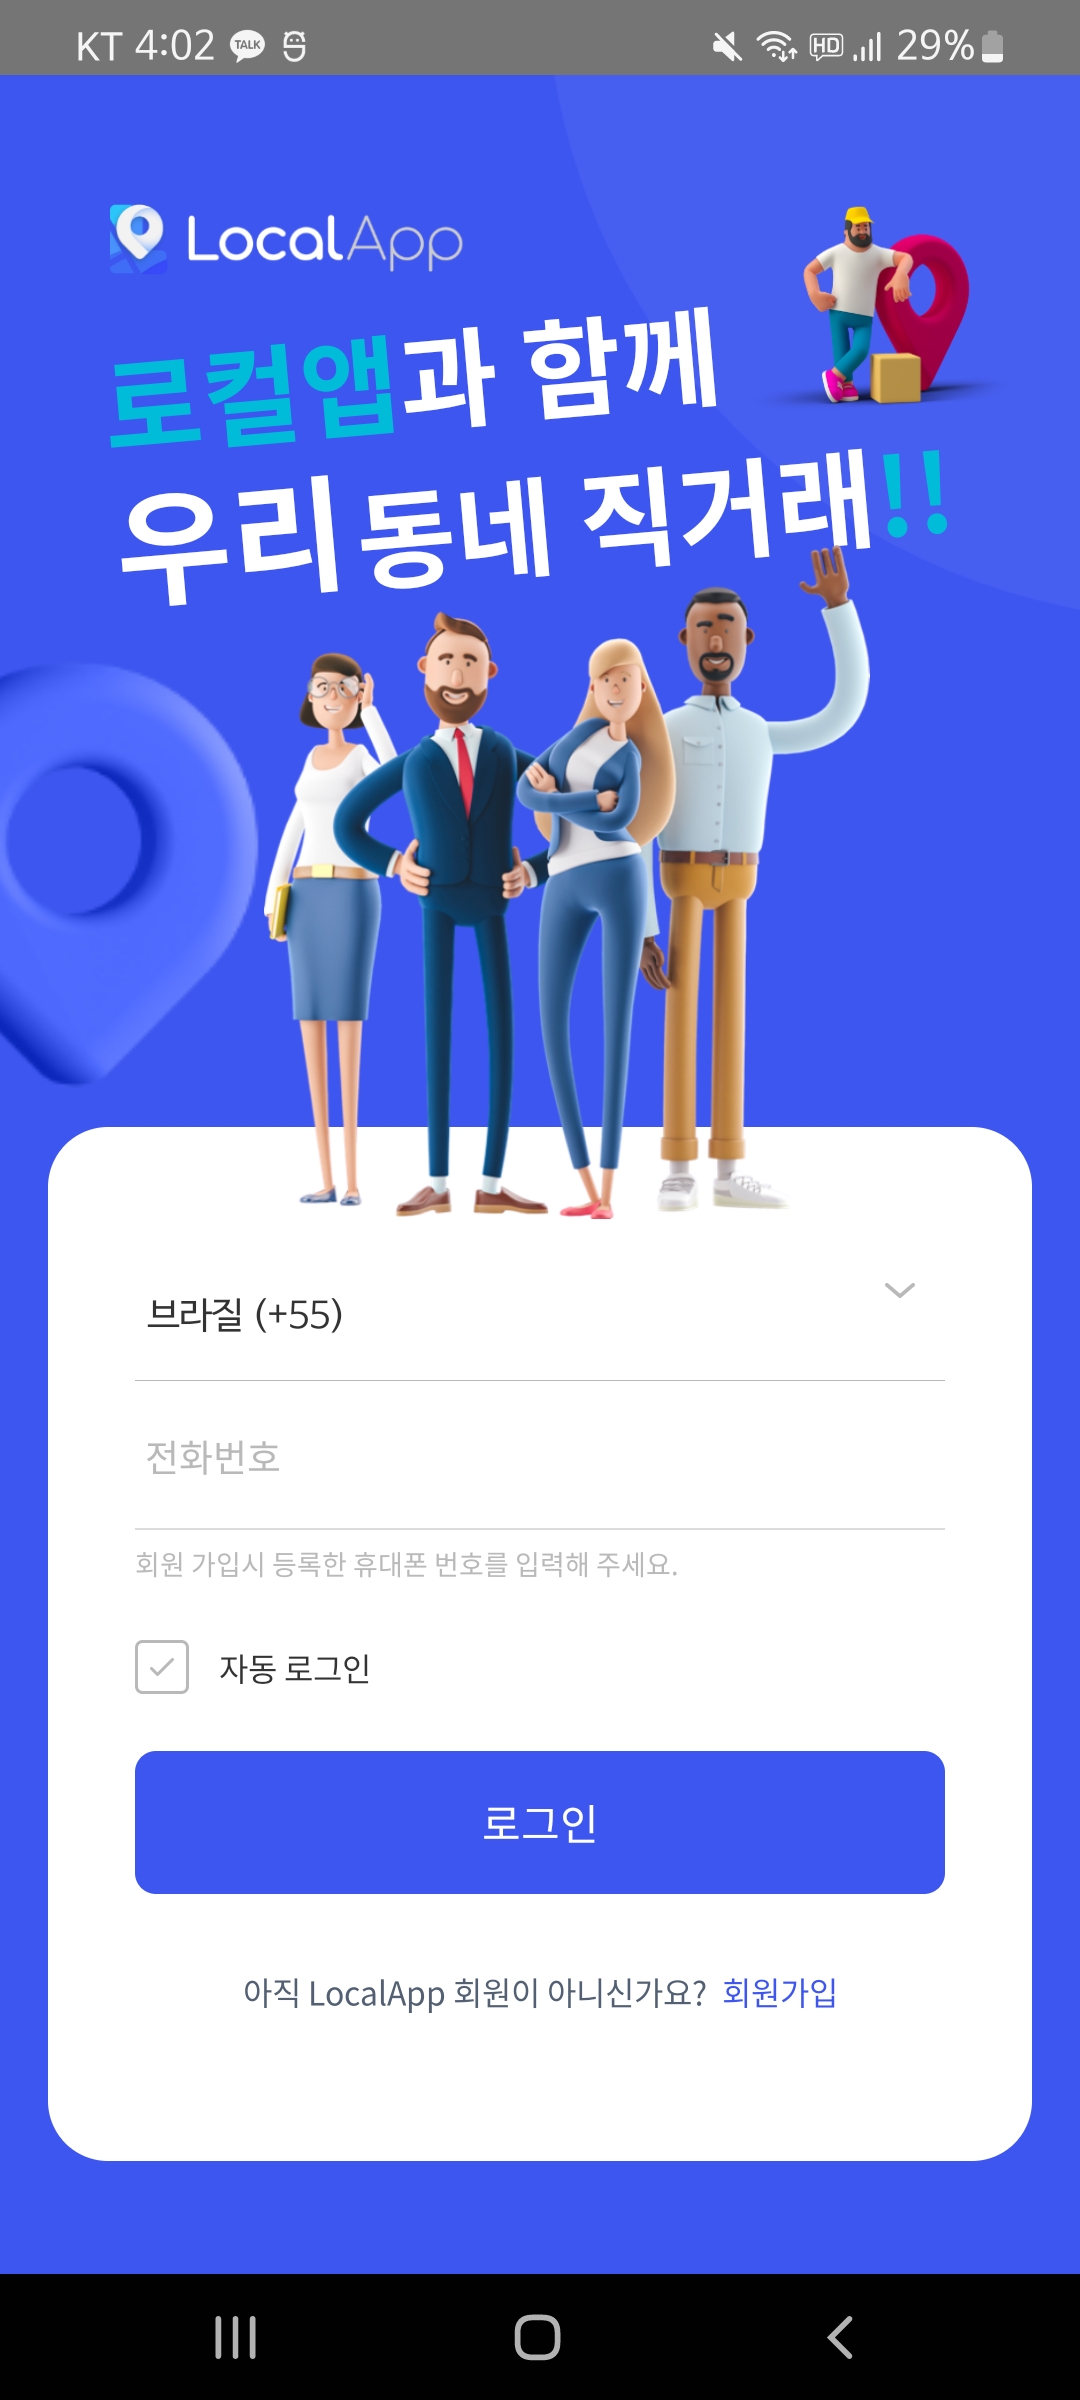 KT 4:02 TALK HD 29%
LocalApp
로컬앱과 함께
우리 동네 직거래!!
브라질 (+55)
전화번호
회원 가입시 등록한 휴대폰 번호를 입력해 주세요.
자동 로그인
로그인
아직 LocalApp 회원이 아니신가요? 회원가입